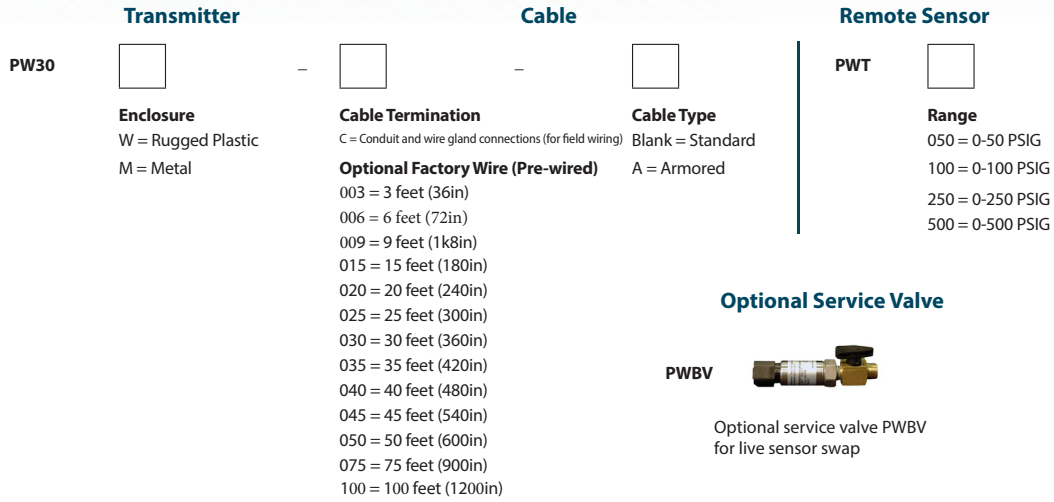 Transmitter
Cable
Remote Sensor
PW30
–
–
PWT
Enclosure
W = Rugged Plastic
M = Metal
Cable Termination
C = Conduit and wire gland connections (for field wiring)
Optional Factory Wire (Pre-wired)
003 = 3 feet (36in)
006 = 6 feet (72in)
009 = 9 feet (1k8in)
015 = 15 feet (180in)
020 = 20 feet (240in)
025 = 25 feet (300in)
030 = 30 feet (360in)
035 = 35 feet (420in)
040 = 40 feet (480in)
045 = 45 feet (540in)
050 = 50 feet (600in)
075 = 75 feet (900in)
100 = 100 feet (1200in)
Cable Type
Blank = Standard
A = Armored
Range
050 = 0-50 PSIG
100 = 0-100 PSIG
250 = 0-250 PSIG
500 = 0-500 PSIG
Optional Service Valve
PWBV
Optional service valve PWBV
for live sensor swap